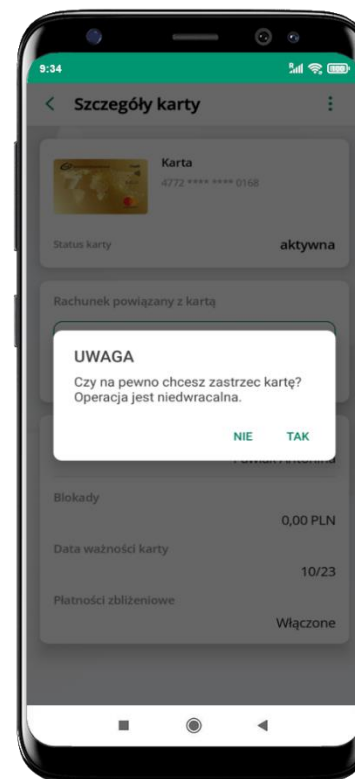 9:34
Szczegóły karty
Karta
4772 **** **** 0168
Status karty
aktywna
Rachunek powiązany z kartą
UWAGA
Czy na pewno chcesz zastrzec kartę?
Operacja jest niedwracalna.
NIE
TAK
Blokady
0,00 PLN
Data ważności karty
10/23
Płatności zbliżeniowe
Włączone